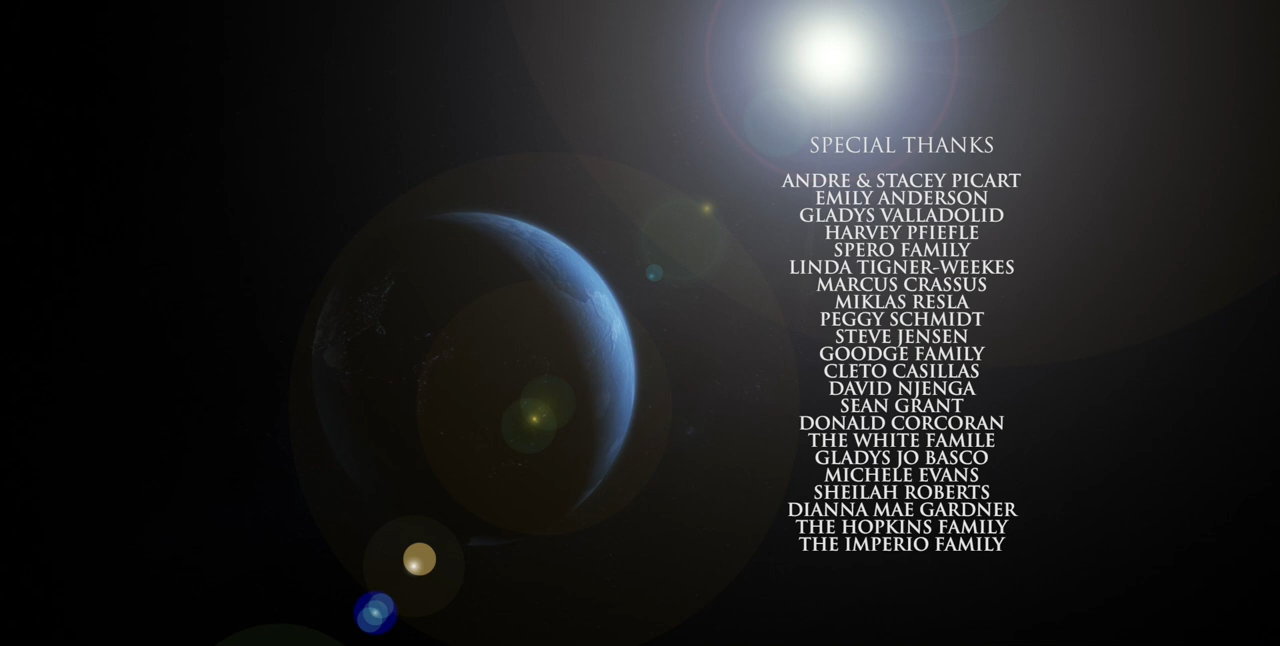 SPECIAL THANKS
ANDRE & STACEY PICART
EMILY ANDERSON
GLADYS VALLADOLID
HARVEY PFIEFLE
SPERO FAMILY
LINDA TIGNER-WEEKES
MARCUS CRASSUS
MIKLAS RESLA
PEGGY SCHMIDT
STEVE JENSEN
GOODGE FAMILY
CLETO CASILLAS
DAVID NJENGA
SEAN GRANT
DONALD CORCORAN
THE WHITE FAMILE
GLADYS JO BASCO
MICHELE EVANS
SHEILAH ROBERTS
DIANNA MAE GARDNER
THE HOPKINS FAMILY
THE IMPERIO FAMILY